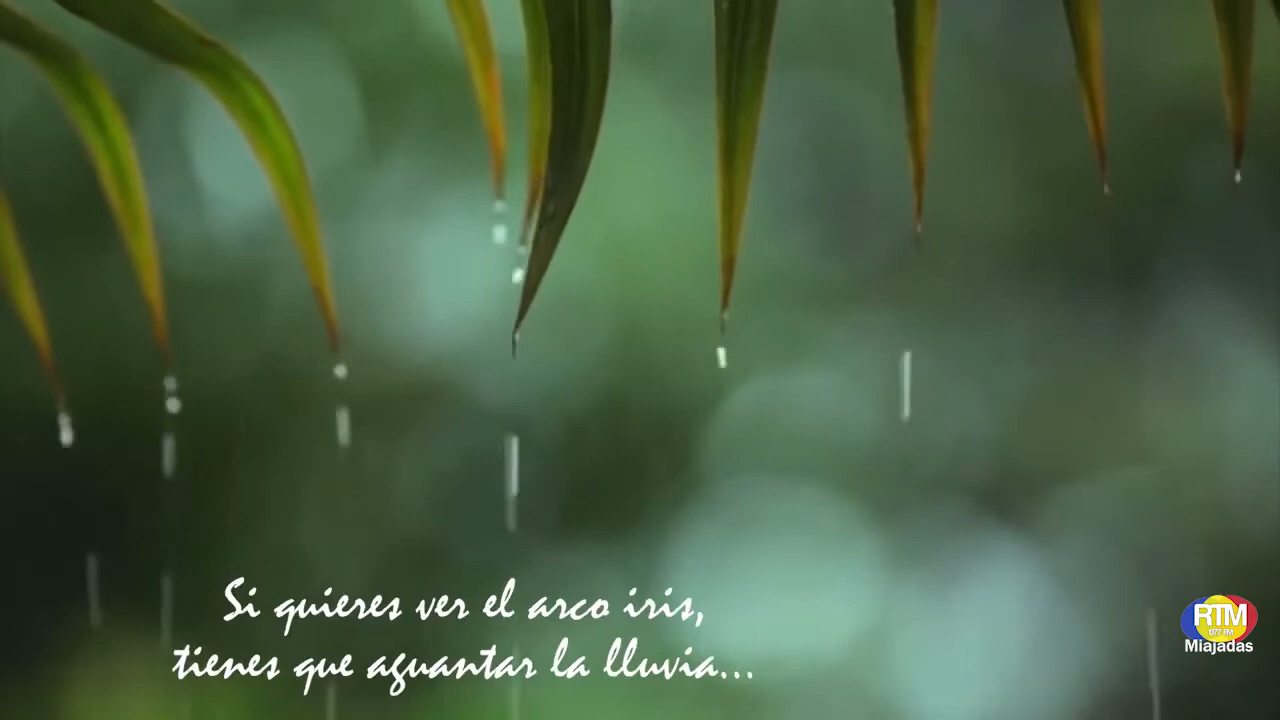 Si quieres ver el arco iris,
tienes que aguantar la lluvia...
RTM
107.7 FM
Miajadas